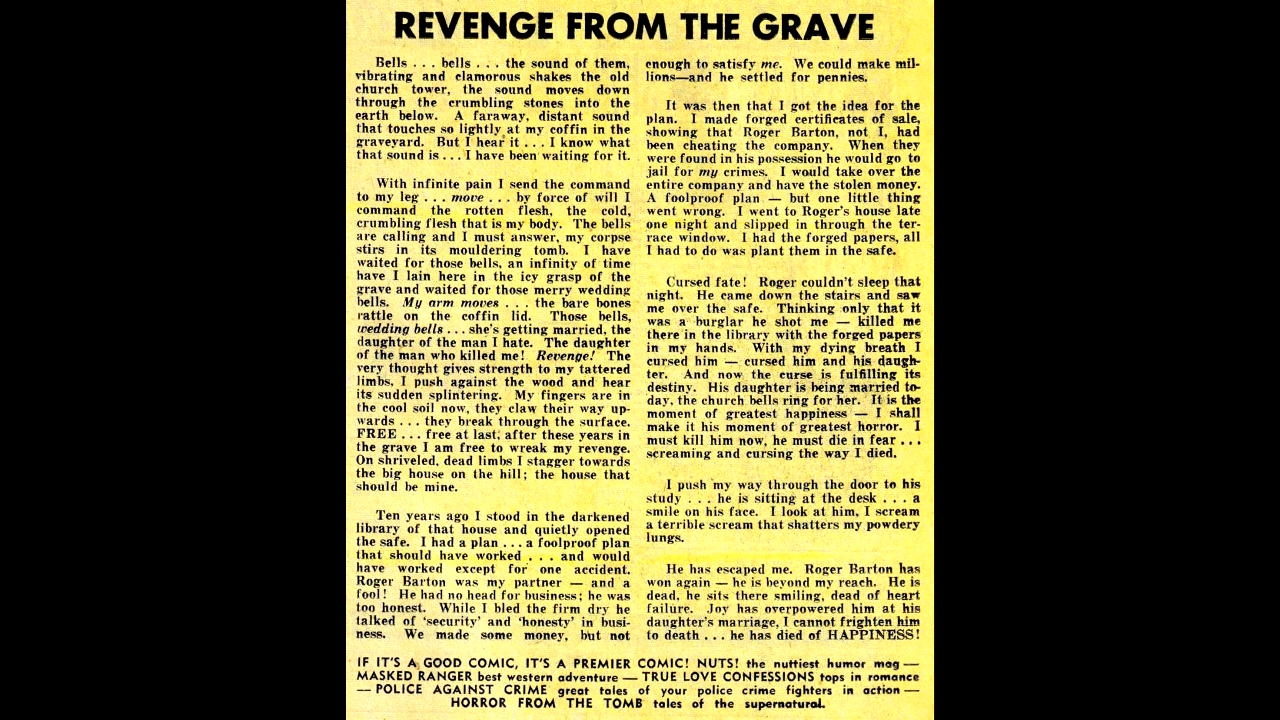 REVENGE FROM THE GRAVE
Bells . . . bells . . . the sound of them,
vibrating and clamorous shakes the old
church tower, the sound moves down
through the crumbling stones into the
earth below. A faraway, distant sound
that touches so lightly at my coffin in the
graveyard. But I hear it . . . I know what
that sound is . . . I have been waiting for it.
With infinite pain I send the command
to my leg . . . move . . . by force of will I
command the rotten flesh, the cold,
crumbling flesh that is my body. The bells
are calling and I must answer, my corpse
stirs in its mouldering tomb. I have
waited for those bells, an infinity of time
have I lain here in the icy grasp of the
grave and waited for those merry wedding
bells. My arm moves . . . the bare bones
rattle on the coffin lid. Those bells,
wedding bells . . . she's getting married, the
daughter of the man I hate. The daughter
of the man who killed me! Revenge! The
very thought gives strength to my tattered
limbs, I push against the wood and hear
its sudden splintering. My fingers are in
the cool soil now, they claw their way up-
wards . . . they break through the surface.
FREE . . . free at last, after these years in
the grave I am free to wreak my revenge.
On shriveled, dead limbs I stagger towards
the big house on the hill; the house that
should be mine.
Ten years ago I stood in the darkened
library of that house and quietly opened
the safe. I had a plan . . . a foolproof plan
that should have worked . . . and would
have worked except for one accident.
Roger Barton was my partner — and a
fool! He had no head for business; he was
too honest. While I bled the firm dry he
talked of 'security' and 'honesty' in busi-
ness. We made some money, but not
enough to satisfy me. We could make mil-
lions—and he settled for pennies.
It was then that I got the idea for the
plan. I made forged certificates of sale,
showing that Roger Barton, not I, had
been cheating the company. When they
were found in his possession he would go to
jail for my crimes. I would take over the
entire company and have the stolen money.
A foolproof plan — but one little thing
went wrong. I went to Roger's house late
one night and slipped in through the ter-
race window. I had the forged papers, all
I had to do was plant them in the safe.
Cursed fate! Roger couldn't sleep that
night. He came down the stairs and saw
me over the safe. Thinking only that it
was a burglar he shot me — killed me
there in the library with the forged papers
in my hands. With my dying breath I
cursed him — cursed him and his daugh-
ter. And now the curse is fulfilling its
destiny. His daughter is being married to-
day, the church bells ring for her. It is the
moment of greatest happiness — I shall
make it his moment of greatest horror. I
must kill him now, he must die in fear . . .
screaming and cursing the way I died.
I push my way through the door to his
study . . . he is sitting at the desk . . . a
smile on his face. I look at him, I scream
a terrible scream that shatters my powdery
lungs.
He has escaped me. Roger Barton has
won again — he is beyond my reach. He is
dead, he sits there smiling, dead of heart
failure. Joy has overpowered him at his
daughter's marriage, I cannot frighten him
to death . . . he has died of HAPPINESS!
IF IT'S A GOOD COMIC, IT'S A PREMIER COMIC! NUTS! the nuttiest humor mag —
MASKED RANGER best western adventure — TRUE LOVE CONFESSIONS tops in romance
— POLICE AGAINST CRIME great tales of your police crime fighters in action —
HORROR FROM THE TOMB tales of the supernatural.